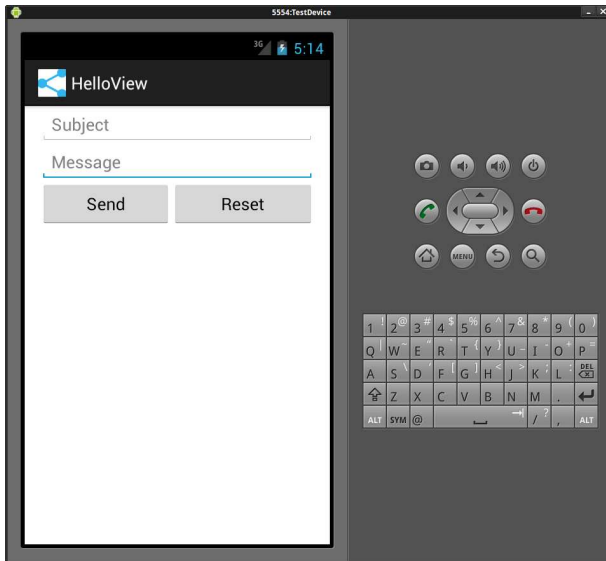 5554:TestDevice
3G 5:14
HelloView
Subject
Message
Send Reset
MENU
1 ! 2 @ 3 # 4 $ 5 % 6 ^ 7 & 8 * 9 ( 0 )
Q | W ~ E " R ` T { Y } U _ I - O + P =
A S \ D ' F [ G ] H < J > K ; L : DEL
Z X C V B N M .
ALT SYM @ / ? , ALT